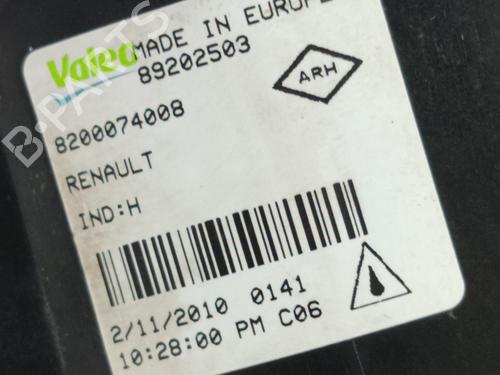 Valeo MADE IN EUROPE
89202503
ARH
8200074008
RENAULT
IND:H
2/11/2010 0141
10:28:00 PM C06
B-PARTS